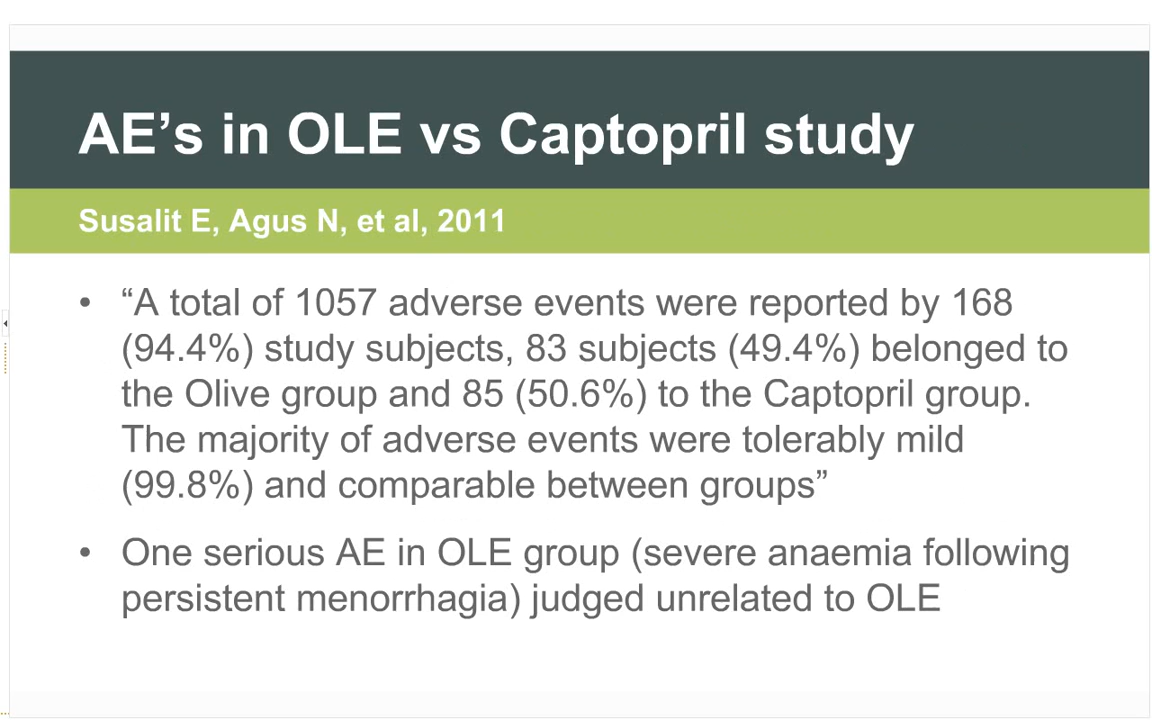 AE’s in OLE vs Captopril study
Susalit E, Agus N, et al, 2011
• “A total of 1057 adverse events were reported by 168
(94.4%) study subjects, 83 subjects (49.4%) belonged to
the Olive group and 85 (50.6%) to the Captopril group.
The majority of adverse events were tolerably mild
(99.8%) and comparable between groups”
• One serious AE in OLE group (severe anaemia following
persistent menorrhagia) judged unrelated to OLE